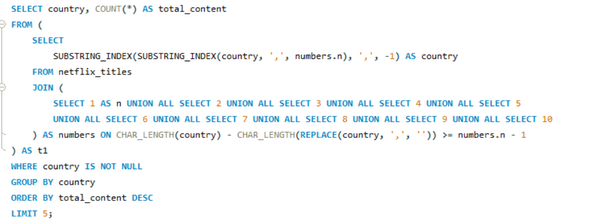 SELECT country, COUNT(*) AS total_content
FROM (
SELECT
SUBSTRING_INDEX(SUBSTRING_INDEX(country, ',', numbers.n), ',', -1) AS country
FROM netflix_titles
JOIN (
SELECT 1 AS n UNION ALL SELECT 2 UNION ALL SELECT 3 UNION ALL SELECT 4 UNION ALL SELECT 5
UNION ALL SELECT 6 UNION ALL SELECT 7 UNION ALL SELECT 8 UNION ALL SELECT 9 UNION ALL SELECT 10
) AS numbers ON CHAR_LENGTH(country) - CHAR_LENGTH(REPLACE(country, ',', '')) >= numbers.n - 1
) AS t1
WHERE country IS NOT NULL
GROUP BY country
ORDER BY total_content DESC
LIMIT 5;